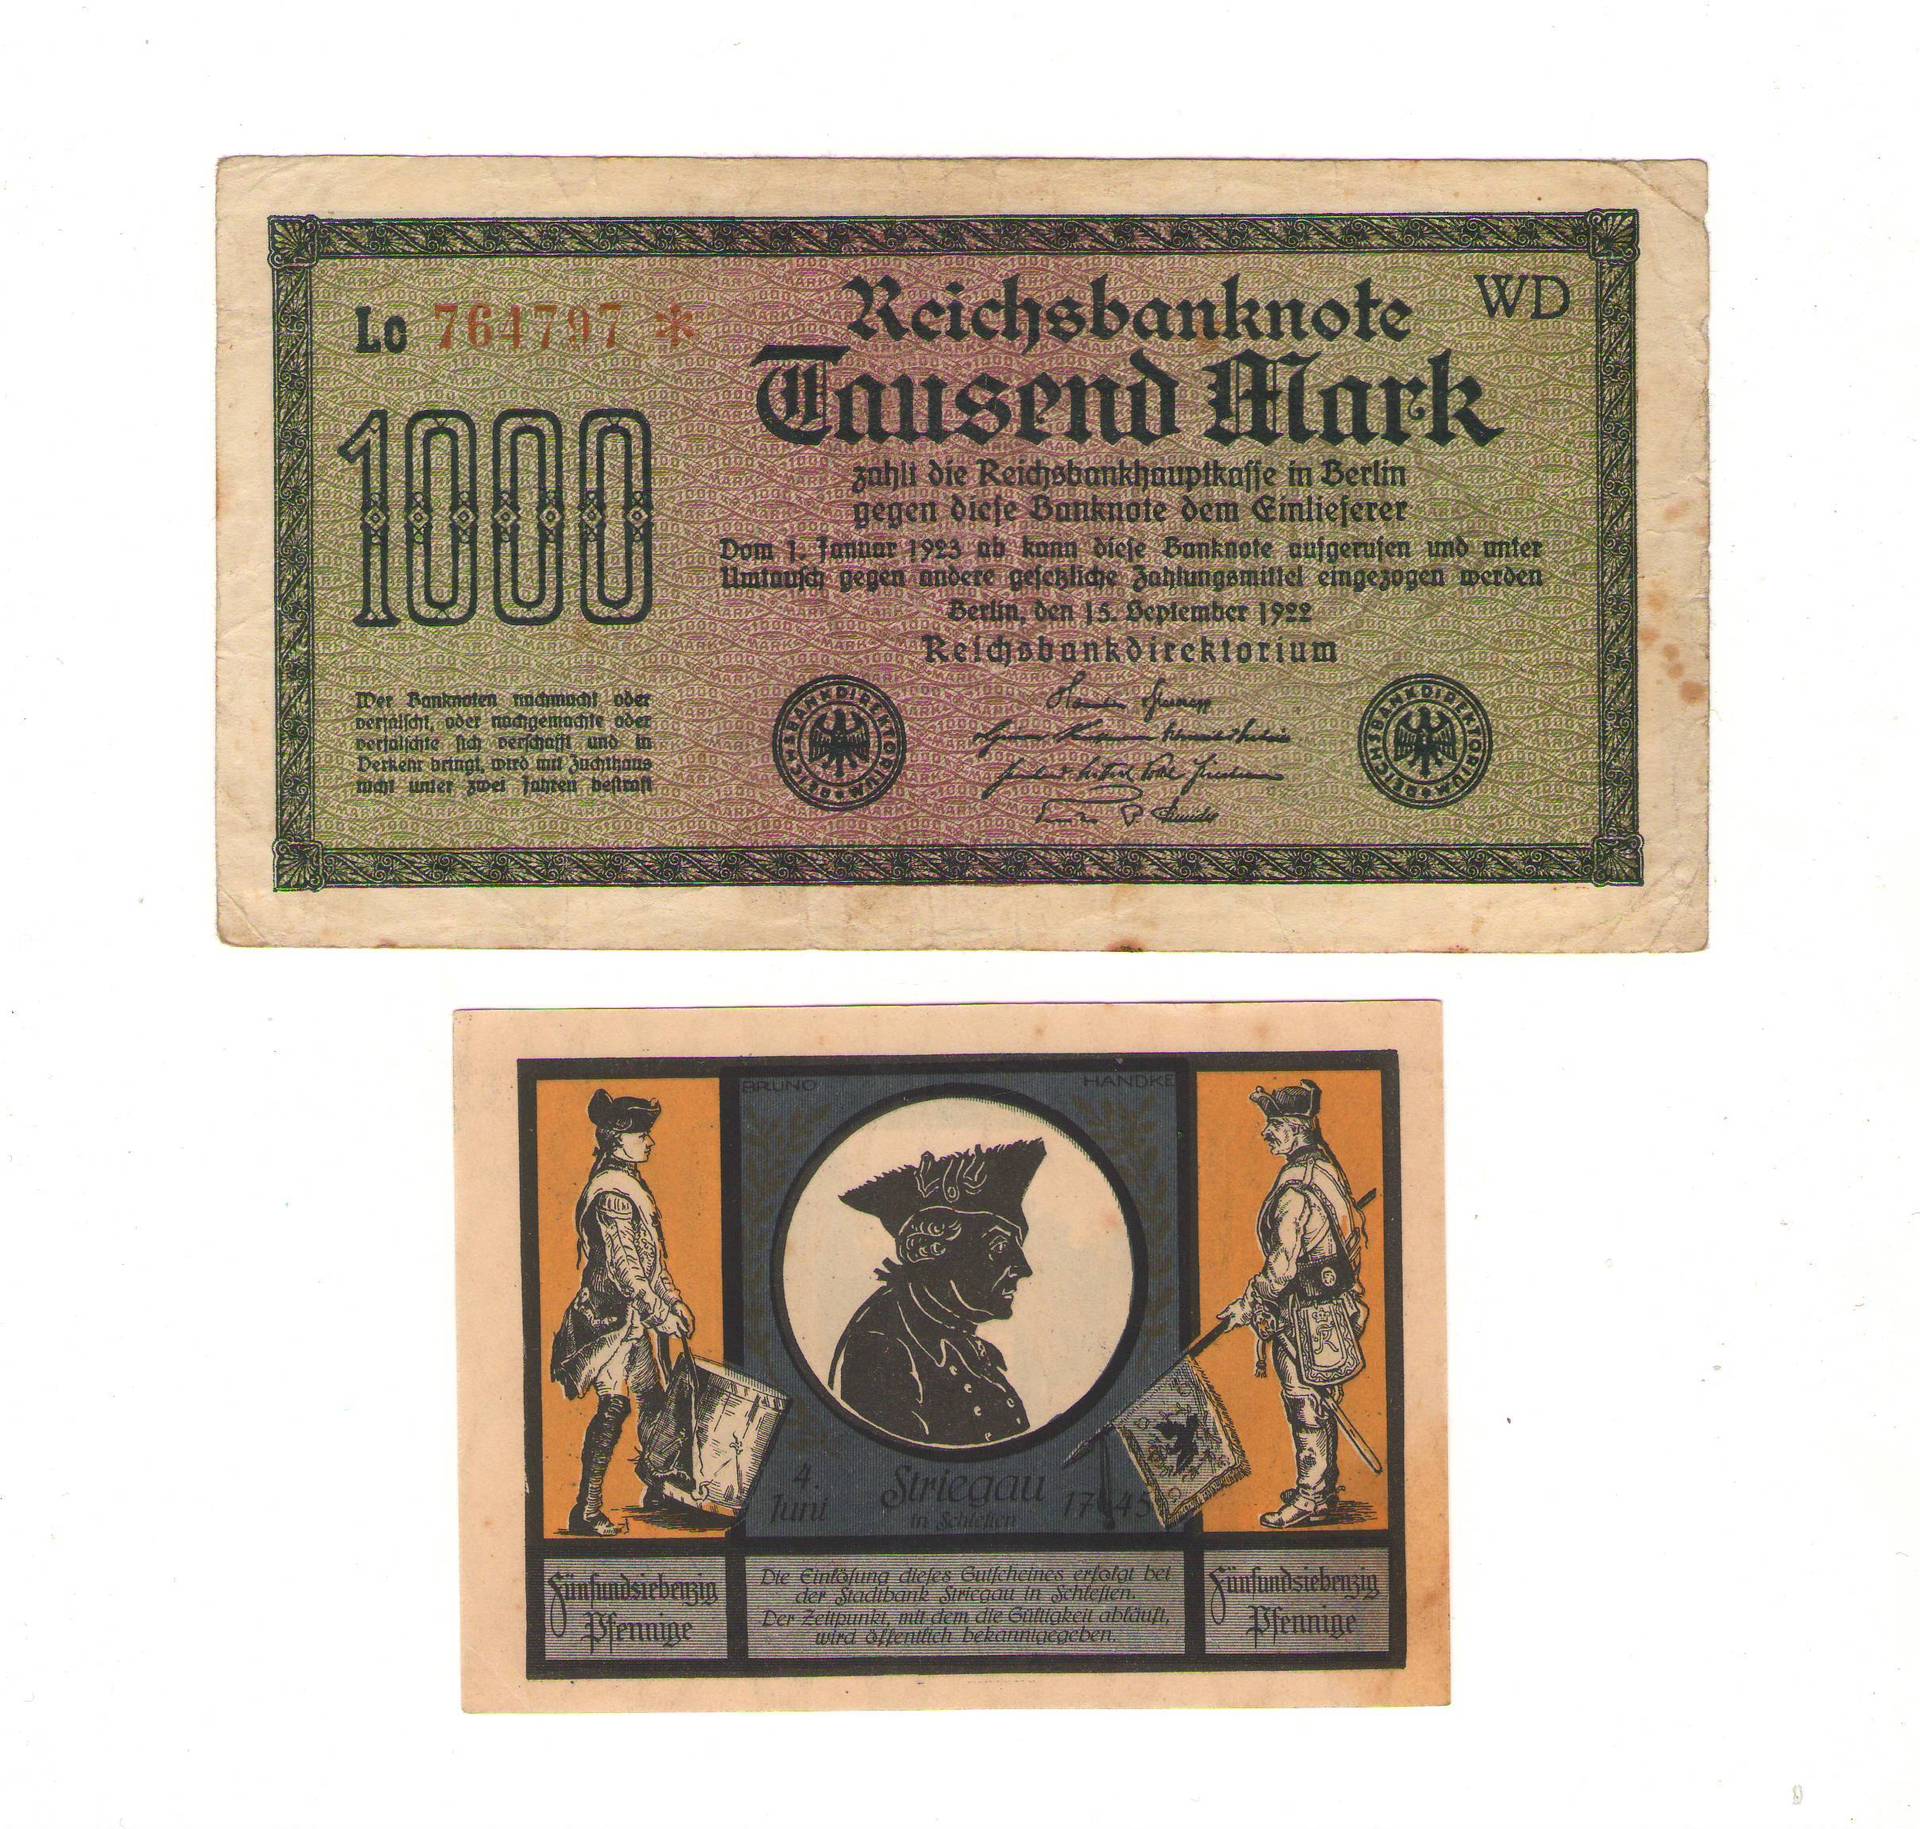 Lc 764797 *
WD
Reichsbanknote
Tausend Mark
1000
zahlt die Reichsbankhauptkasse in Berlin
gegen diese Banknote dem Einlieferer
Vom 1. Januar 1923 ab kann diese Banknote aufgerufen und unter
Umtausch gegen andere gesetzliche Zahlungsmittel eingezogen werden
Berlin, den 15. September 1922
Reichsbankdirektorium
Wer Banknoten nachmacht oder
verfälscht, oder nachgemachte oder
verfälschte sich verschafft und in
Verkehr bringt, wird mit Zuchthaus
nicht unter zwei Jahren bestraft
REICHSBANKDIREKTORIUM
REICHSBANKDIREKTORIUM
BRUNO
HANDKE
4.
Juni
Striegau
in Schlesien
1745
Fünfundsiebenzig
Pfennige
Die Einlösung dieses Gutscheines erfolgt bei
der Stadtbank Striegau in Schlesien.
Der Zeitpunkt, mit dem die Gültigkeit abläuft,
wird öffentlich bekanntgegeben.
Fünfundsiebenzig
Pfennige